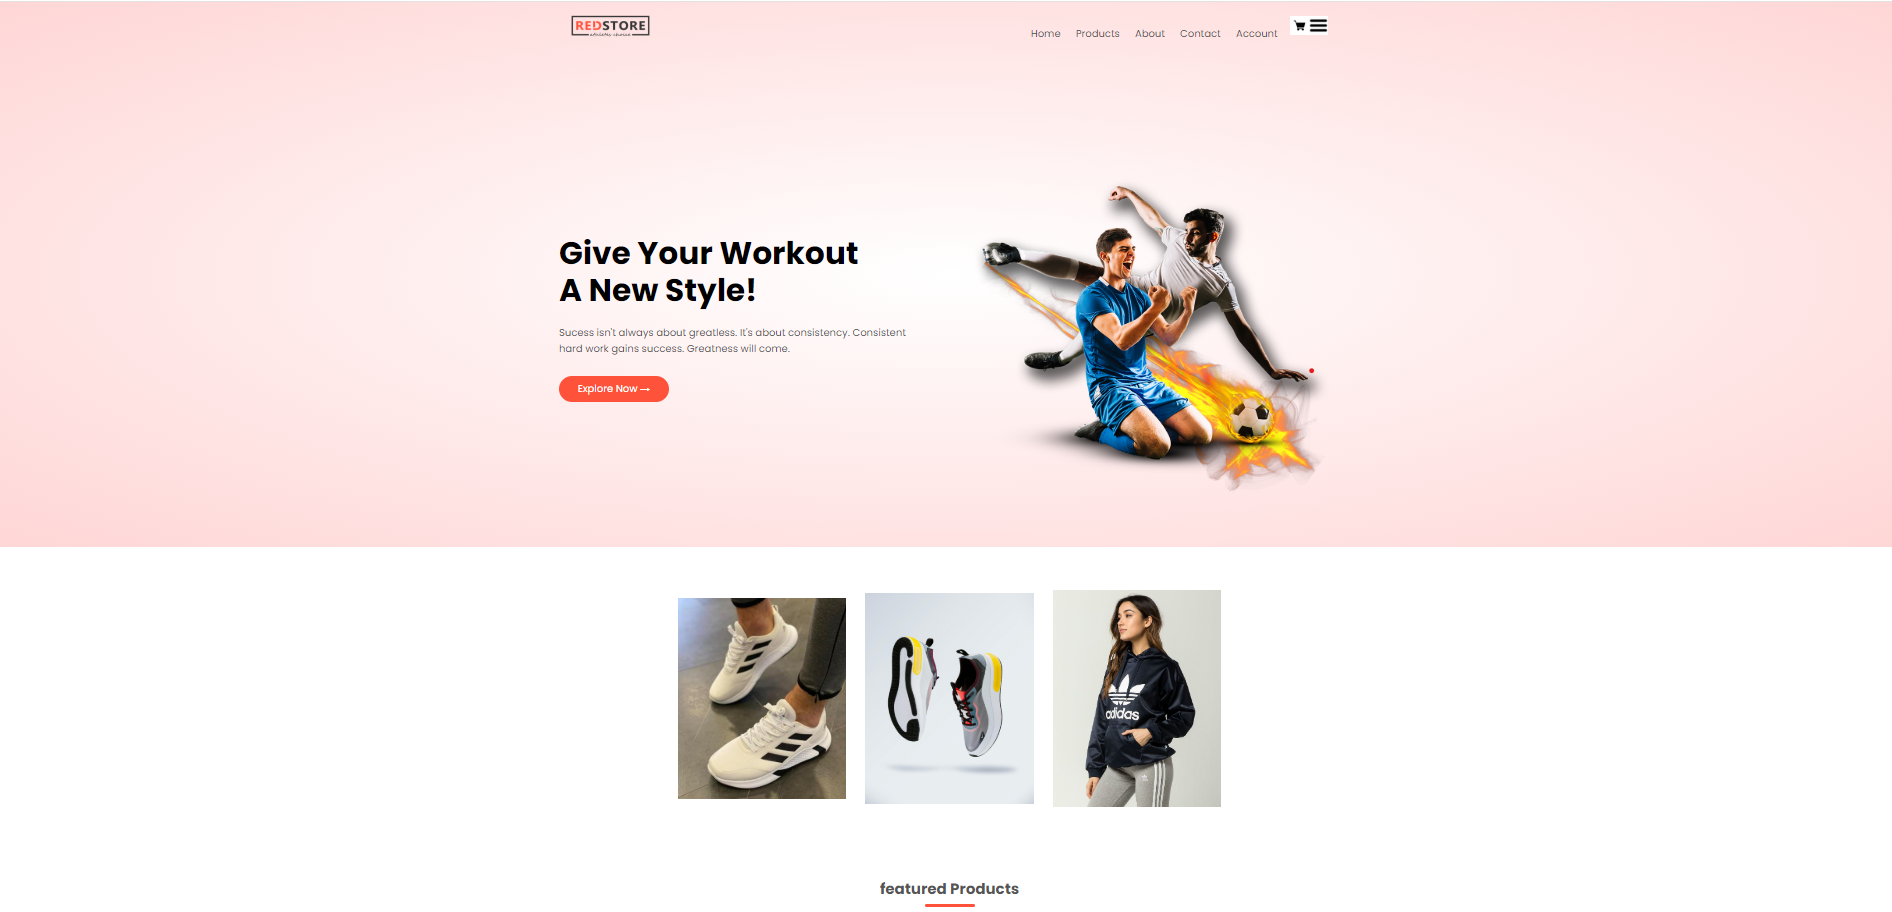 REDSTORE
Home Products About Contact Account
Give Your Workout
A New Style!
Sucess isn't always about greatless. It's about consistency. Consistent
hard work gains success. Greatness will come.
Explore Now →
adidas
featured Products